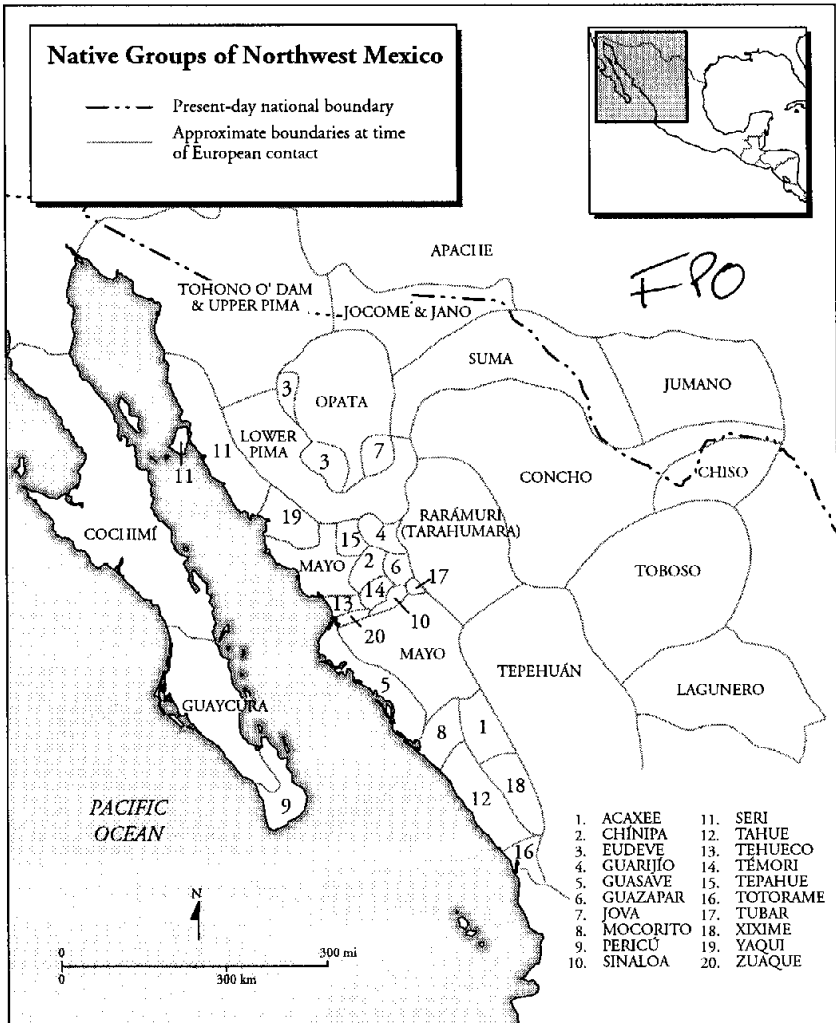 Native Groups of Northwest Mexico
Present-day national boundary
Approximate boundaries at time
of European contact
APACHE
FPO
TOHONO O' DAM
& UPPER PIMA
JOCOME & JANO
SUMA
JUMANO
3
OPATA
LOWER
PIMA
11
3
7
CONCHO
CHISO
11
19
COCHIMÍ
15
4
RARÁMURI
(TARAHUMARA)
MAYO
2
6
17
TOBOSO
14
13
10
20
MAYO
TEPEHUÁN
5
LAGUNERO
GUAYCURA
8
1
9
12
18
PACIFIC
OCEAN
16
1. ACAXEE
2. CHÍNIPA
3. EUDEVE
4. GUARIJÍO
5. GUASAVE
6. GUAZAPAR
7. JOVA
8. MOCORITO
9. PERICÚ
10. SINALOA
11. SERI
12. TAHUE
13. TEHUECO
14. TÉMORI
15. TEPAHUE
16. TOTORAME
17. TUBAR
18. XIXIME
19. YAQUI
20. ZUAQUE
N
0 300 mi
0 300 km